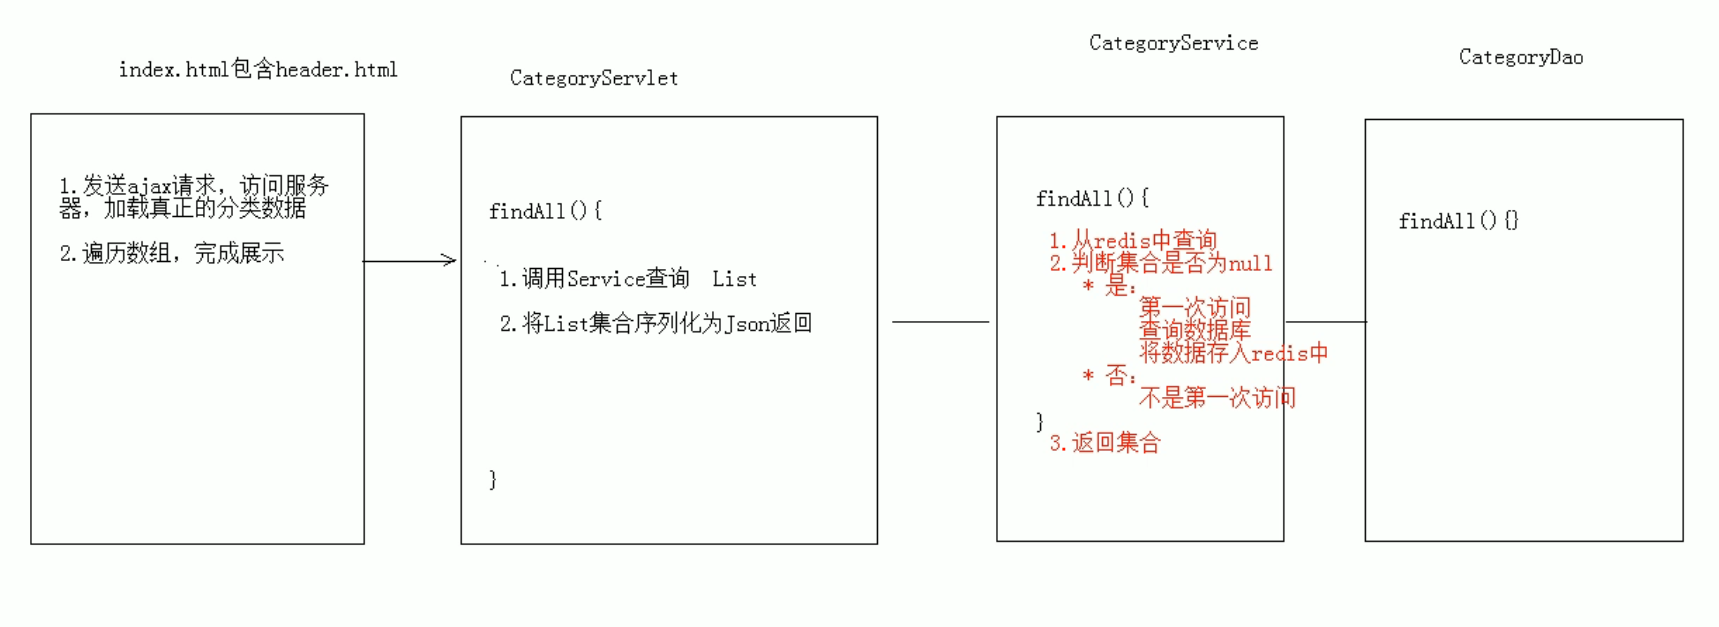 index.html包含header.html
1.发送ajax请求，访问服务
器，加载真正的分类数据
2.遍历数组，完成展示
CategoryServlet
findAll(){
1.调用Service查询  List
2.将List集合序列化为Json返回
}
CategoryService
findAll(){
1.从redis中查询
2.判断集合是否为null
* 是：
第一次访问
查询数据库
将数据存入redis中
* 否：
不是第一次访问
}
3.返回集合
CategoryDao
findAll(){}